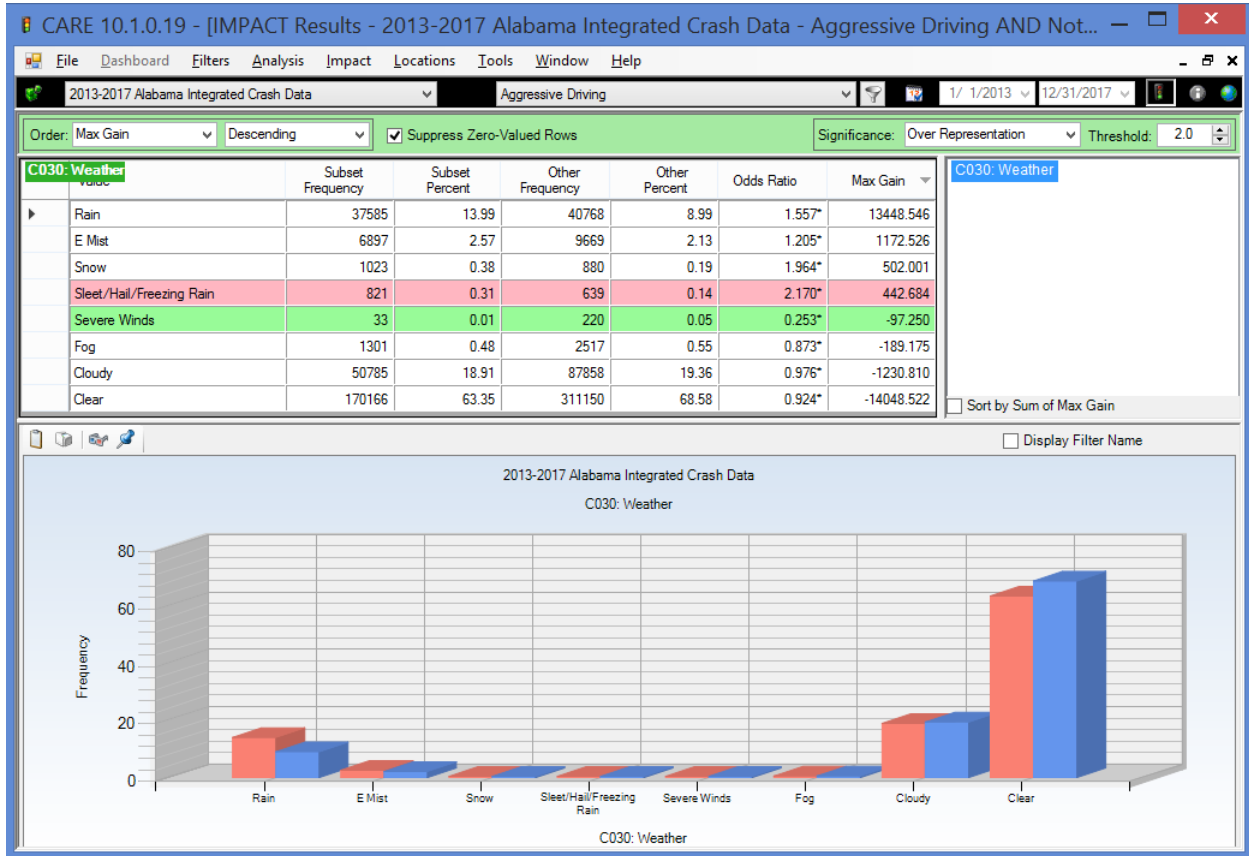 CARE 10.1.0.19 - [IMPACT Results - 2013-2017 Alabama Integrated Crash Data - Aggressive Driving AND Not...
File Dashboard Filters Analysis Impact Locations Tools Window Help
2013-2017 Alabama Integrated Crash Data Aggressive Driving 1/ 1/2013 12/31/2017
Order: Max Gain Descending Suppress Zero-Valued Rows Significance: Over Representation Threshold: 2.0
C030: Weather Subset Frequency Subset Percent Other Frequency Other Percent Odds Ratio Max Gain C030: Weather
Rain 37585 13.99 40768 8.99 1.557* 13448.546
E Mist 6897 2.57 9669 2.13 1.205* 1172.526
Snow 1023 0.38 880 0.19 1.964* 502.001
Sleet/Hail/Freezing Rain 821 0.31 639 0.14 2.170* 442.684
Severe Winds 33 0.01 220 0.05 0.253* -97.250
Fog 1301 0.48 2517 0.55 0.873* -189.175
Cloudy 50785 18.91 87858 19.36 0.976* -1230.810
Clear 170166 63.35 311150 68.58 0.924* -14048.522
Sort by Sum of Max Gain
Display Filter Name
2013-2017 Alabama Integrated Crash Data
C030: Weather
80
60
40
20
0
Frequency
Rain E Mist Snow Sleet/Hail/Freezing Rain Severe Winds Fog Cloudy Clear
C030: Weather